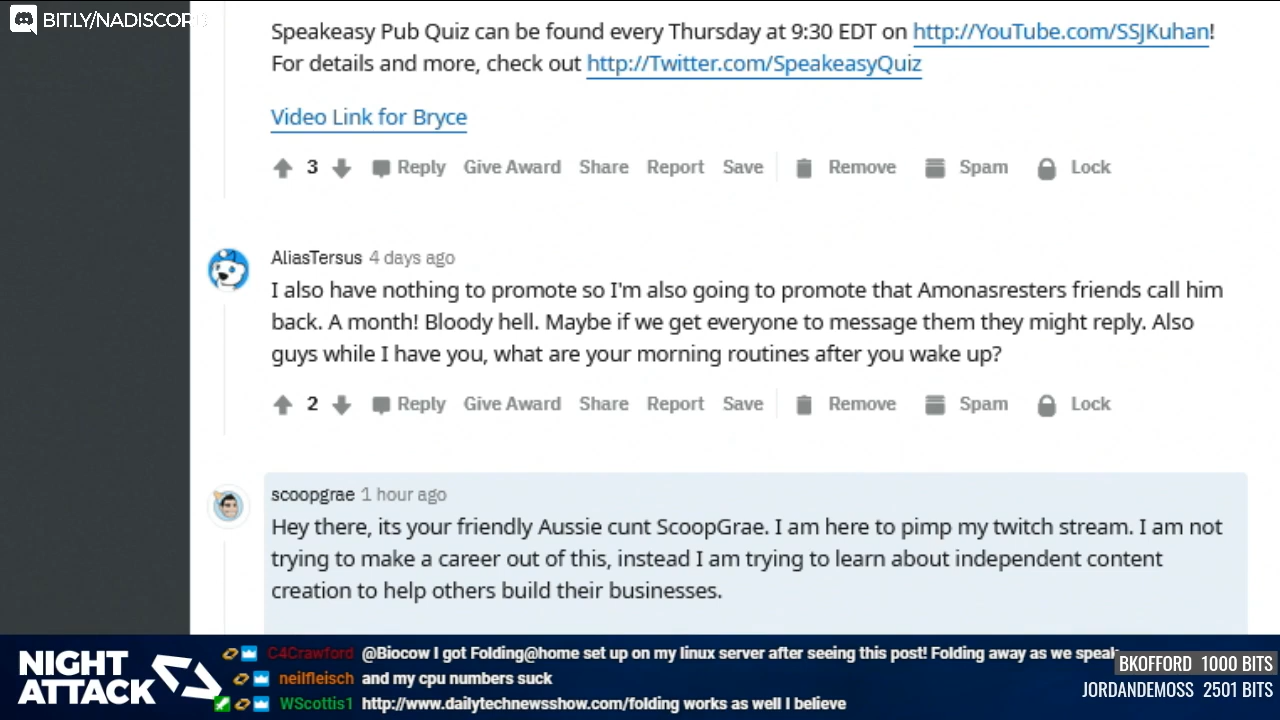 BIT.LY/NADISCORD
Speakeasy Pub Quiz can be found every Thursday at 9:30 EDT on http://YouTube.com/SSJKuhan!
For details and more, check out http://Twitter.com/SpeakeasyQuiz
Video Link for Bryce
3 Reply Give Award Share Report Save Remove Spam Lock
AliasTersus 4 days ago
I also have nothing to promote so I'm also going to promote that Amonasresters friends call him
back. A month! Bloody hell. Maybe if we get everyone to message them they might reply. Also
guys while I have you, what are your morning routines after you wake up?
2 Reply Give Award Share Report Save Remove Spam Lock
scoopgrae 1 hour ago
Hey there, its your friendly Aussie cunt ScoopGrae. I am here to pimp my twitch stream. I am not
trying to make a career out of this, instead I am trying to learn about independent content
creation to help others build their businesses.
NIGHT
ATTACK
C4Crawford @Biocow I got Folding@home set up on my linux server after seeing this post! Folding away as we speak
neilfleisch and my cpu numbers suck
WScottis1 http://www.dailytechnewsshow.com/folding works as well I believe
BKOFFORD 1000 BITS
JORDANDEMOSS 2501 BITS